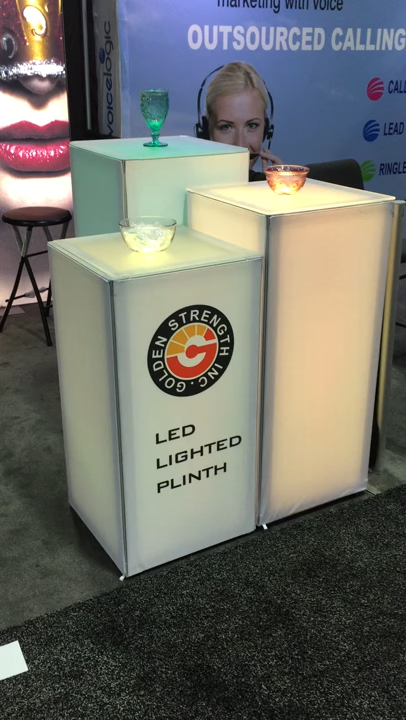 marketing with voice
OUTSOURCED CALLING
voicelogic
CALL
LEAD
RINGLE
GOLDEN STRENGTH INC.
LED
LIGHTED
PLINTH